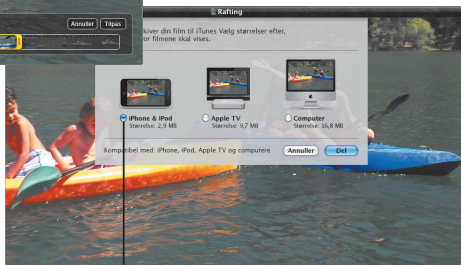 Annuller Tilpas
Rafting
kiver din film til iTunes Vælg størrelser efter,
or filmene skal vises.
iPhone & iPod
Størrelse: 2,9 MB
Apple TV
Størrelse: 9,7 MB
Computer
Størrelse: 16,8 MB
Kompatibel med: iPhone, iPod, Apple TV og computere
Annuller Del